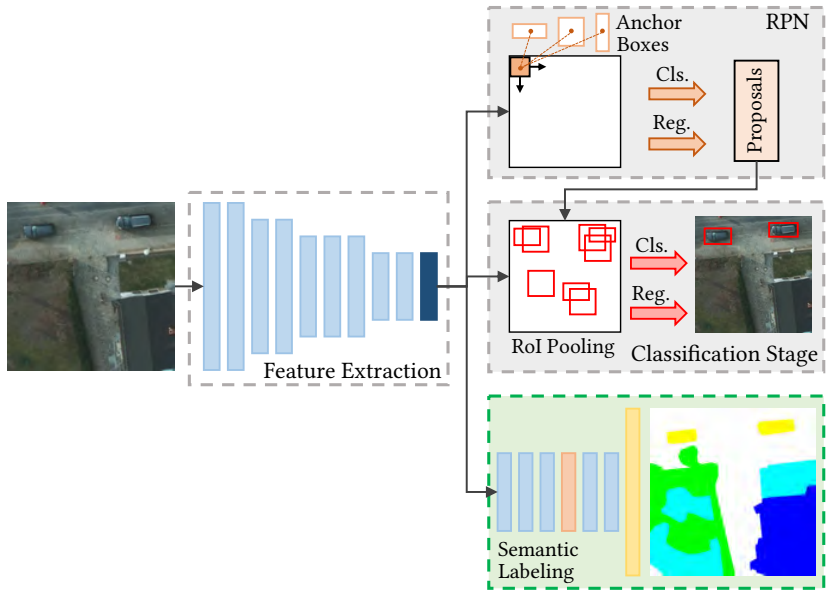 Anchor
Boxes
RPN
Cls.
Reg.
Proposals
Feature Extraction
Cls.
Reg.
RoI Pooling
Classification Stage
Semantic
Labeling